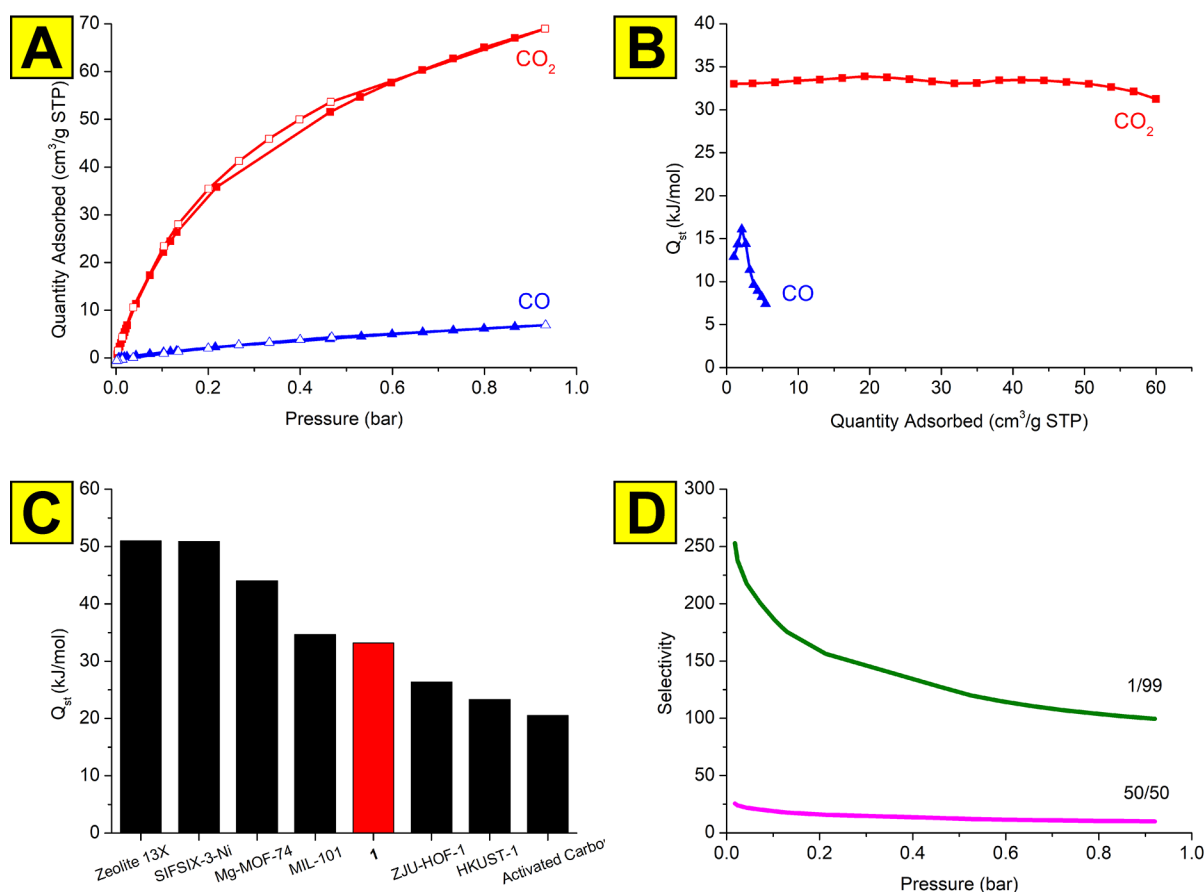 A
70
60
50
40
30
20
10
0
Quantity Adsorbed (cm³/g STP)
CO₂
CO
0.0 0.2 0.4 0.6 0.8 1.0
Pressure (bar)
B
40
35
30
25
20
15
10
5
0
Qst (kJ/mol)
CO₂
CO
0 10 20 30 40 50 60
Quantity Adsorbed (cm³/g STP)
C
60
50
40
30
20
10
0
Qst (kJ/mol)
Zeolite 13X
SIFSIX-3-Ni
Mg-MOF-74
MIL-101
1
ZJU-HOF-1
HKUST-1
Activated Carbo
D
300
250
200
150
100
50
0
Selectivity
1/99
50/50
0.0 0.2 0.4 0.6 0.8 1.0
Pressure (bar)